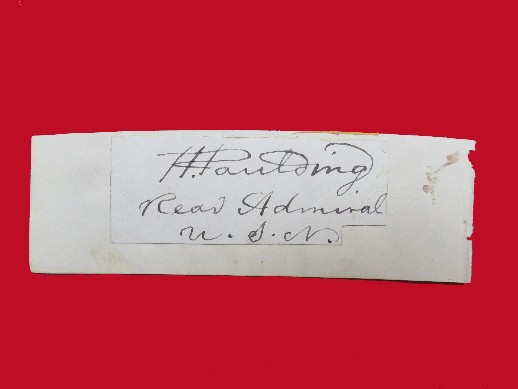 H. Paulding
Rear Admiral
U. S. N.